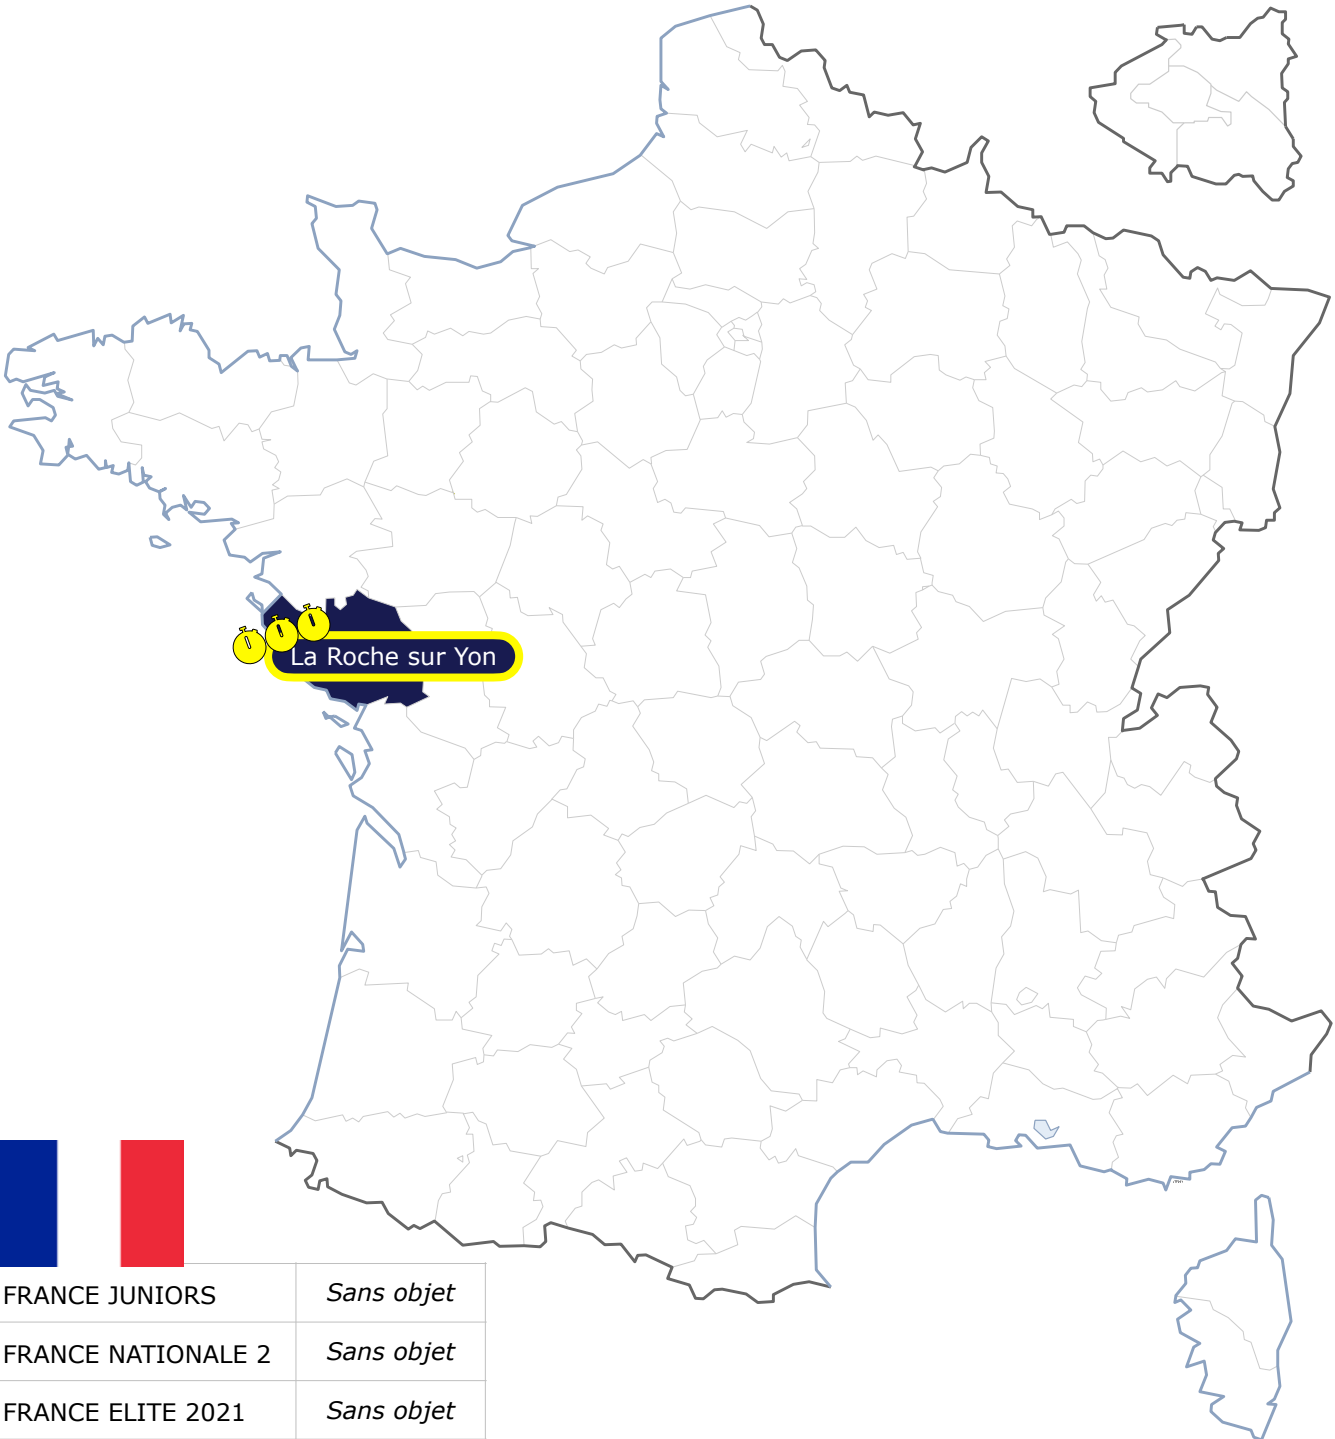 La Roche sur Yon
FRANCE JUNIORS Sans objet
FRANCE NATIONALE 2 Sans objet
FRANCE ELITE 2021 Sans objet